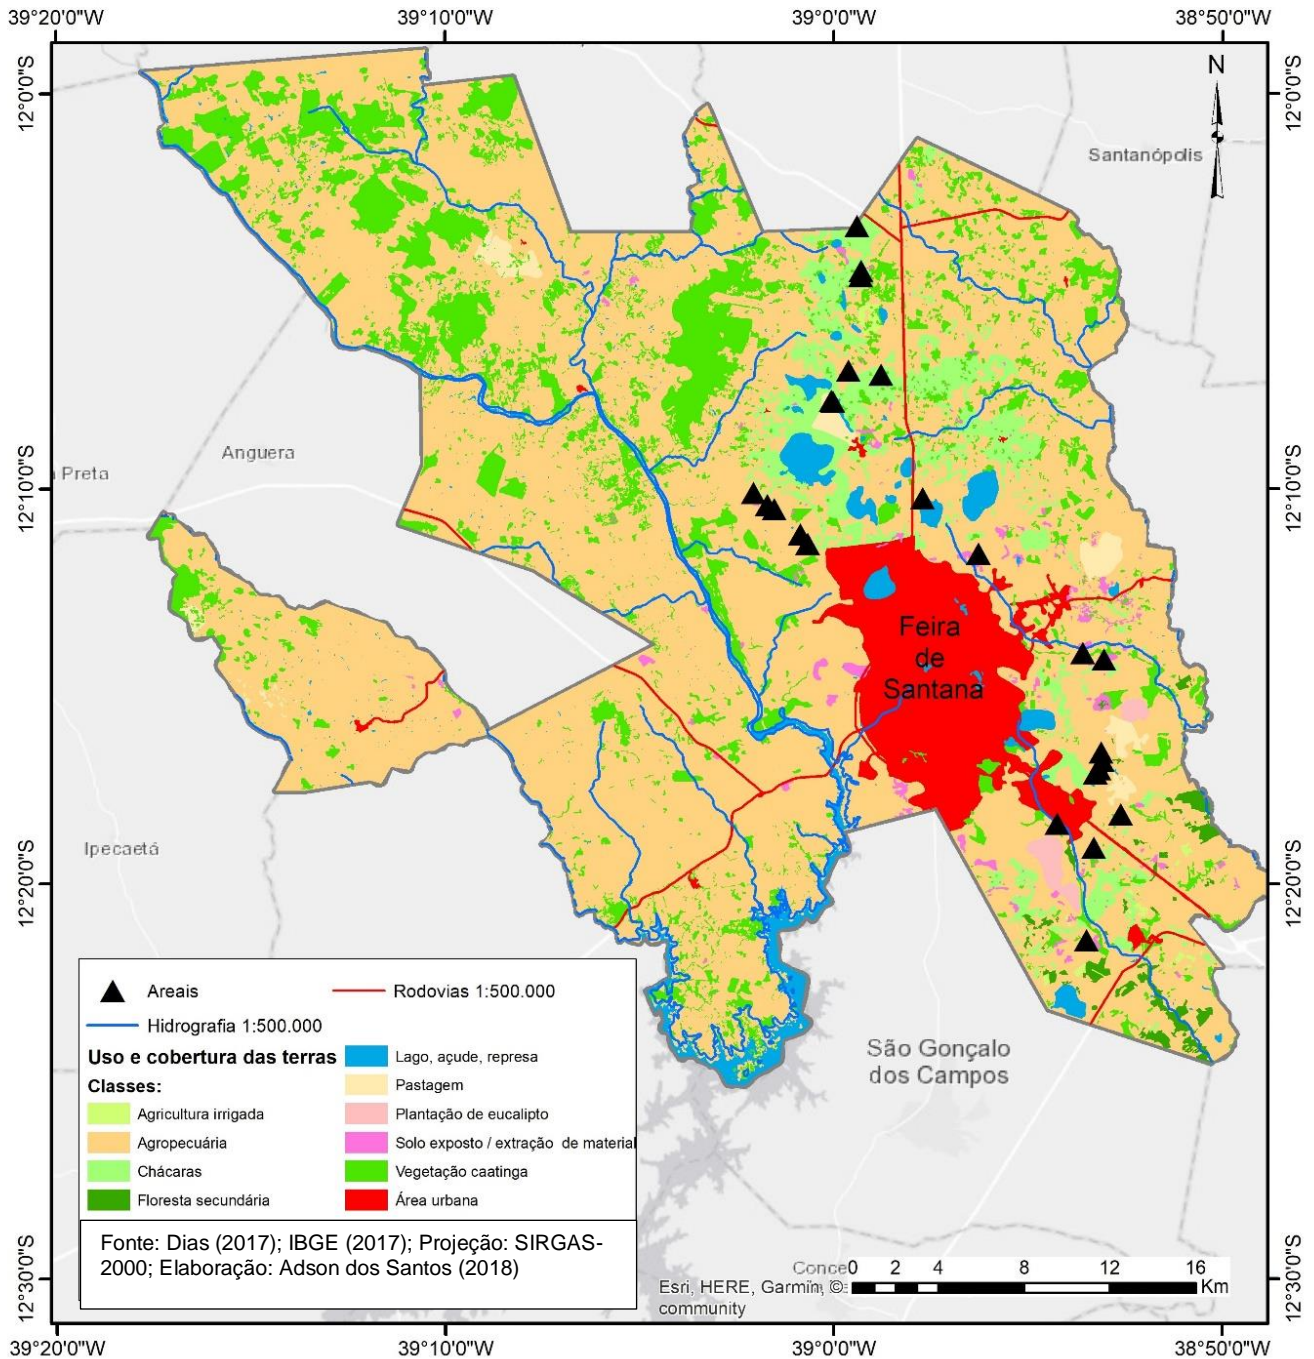 39°20'0"W 39°10'0"W 39°0'0"W 38°50'0"W
12°0'0"S
12°0'0"S
N
Santanópolis
Anguera
Preta
12°10'0"S
12°10'0"S
Feira
de
Santana
Ipecaetá
12°20'0"S
12°20'0"S
São Gonçalo
dos Campos
Areais
Rodovias 1:500.000
Hidrografia 1:500.000
Uso e cobertura das terras
Classes:
Agricultura irrigada
Agropecuária
Chácaras
Floresta secundária
Lago, açude, represa
Pastagem
Plantação de eucalipto
Solo exposto / extração de material
Vegetação caatinga
Área urbana
Fonte: Dias (2017); IBGE (2017); Projeção: SIRGAS-
2000; Elaboração: Adson dos Santos (2018)
12°30'0"S
12°30'0"S
Conce
0 2 4 8 12 16
Km
Esri, HERE, Garmin, ©
community
39°20'0"W 39°10'0"W 39°0'0"W 38°50'0"W